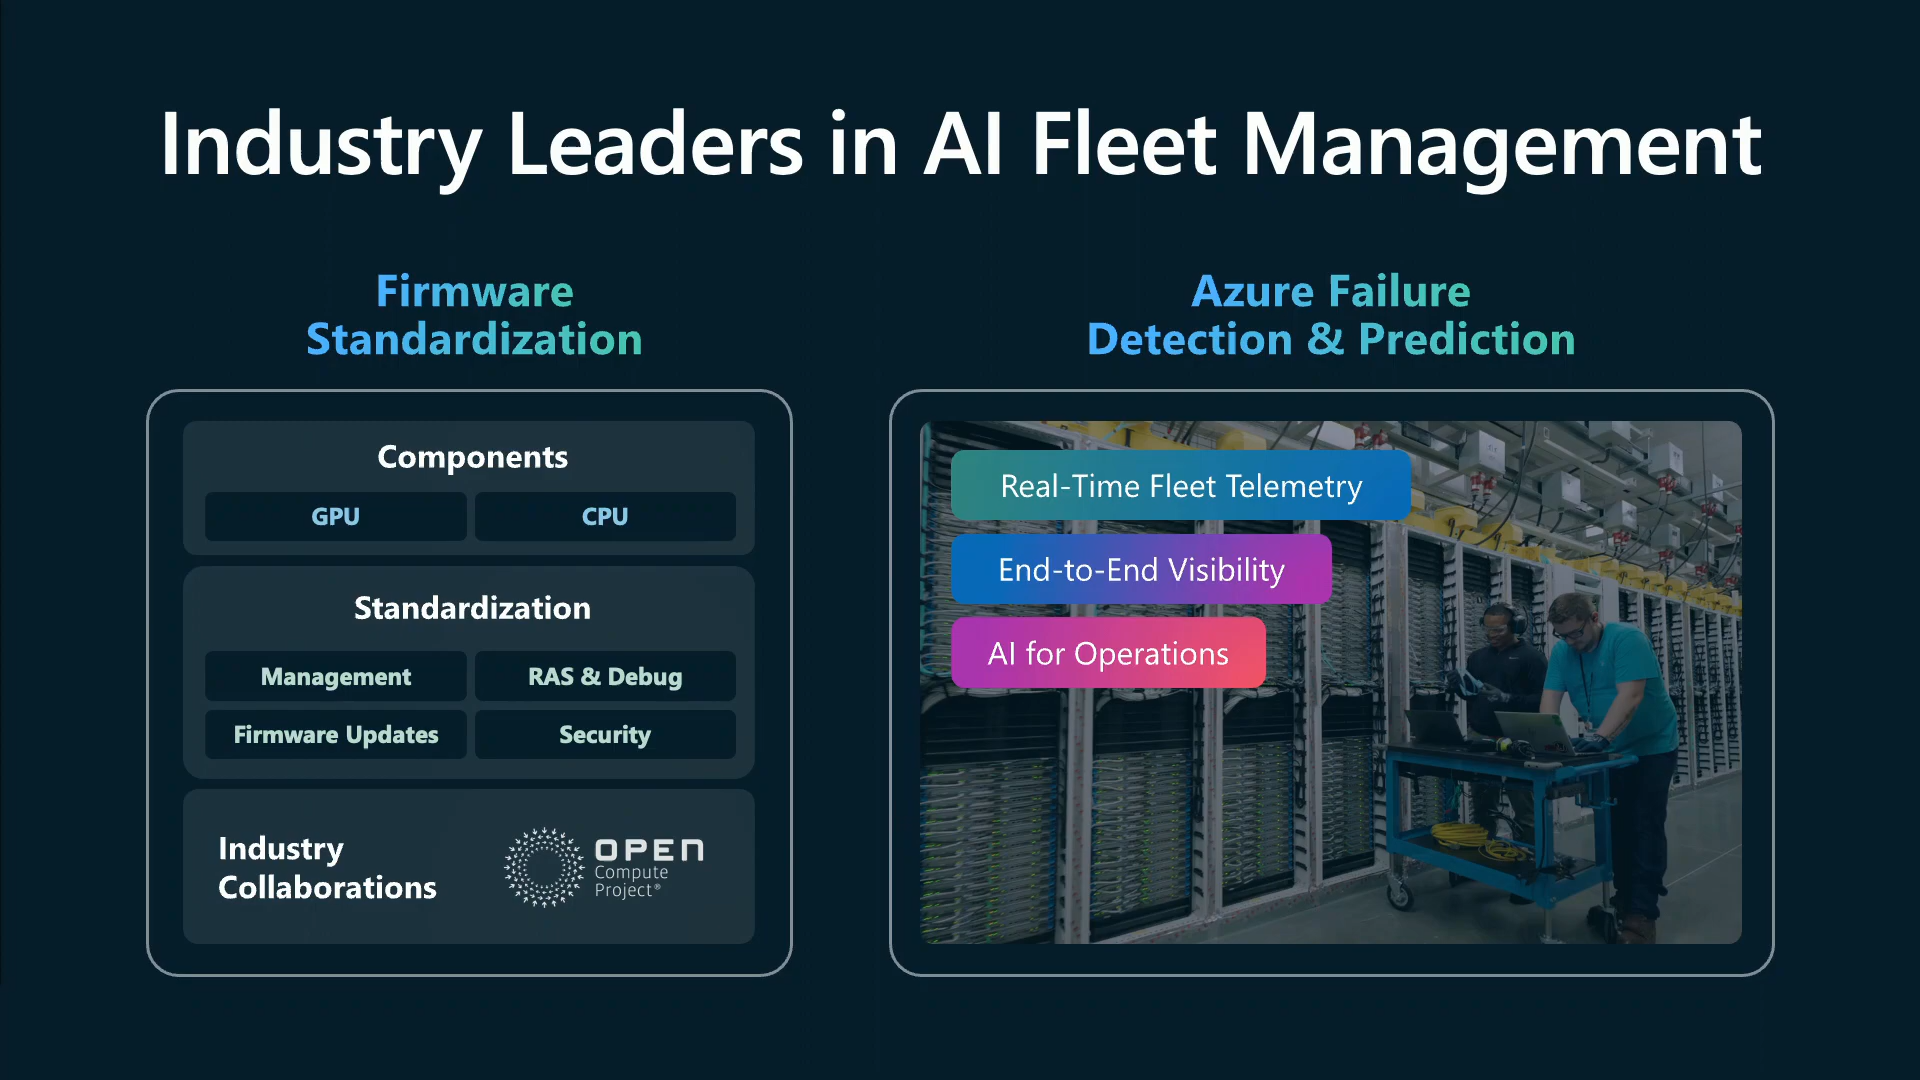 Industry Leaders in AI Fleet Management
Firmware
Standardization
Components
GPU
CPU
Standardization
Management
RAS & Debug
Firmware Updates
Security
Industry
Collaborations
OPEN
Compute
Project®
Azure Failure
Detection & Prediction
Real-Time Fleet Telemetry
End-to-End Visibility
AI for Operations